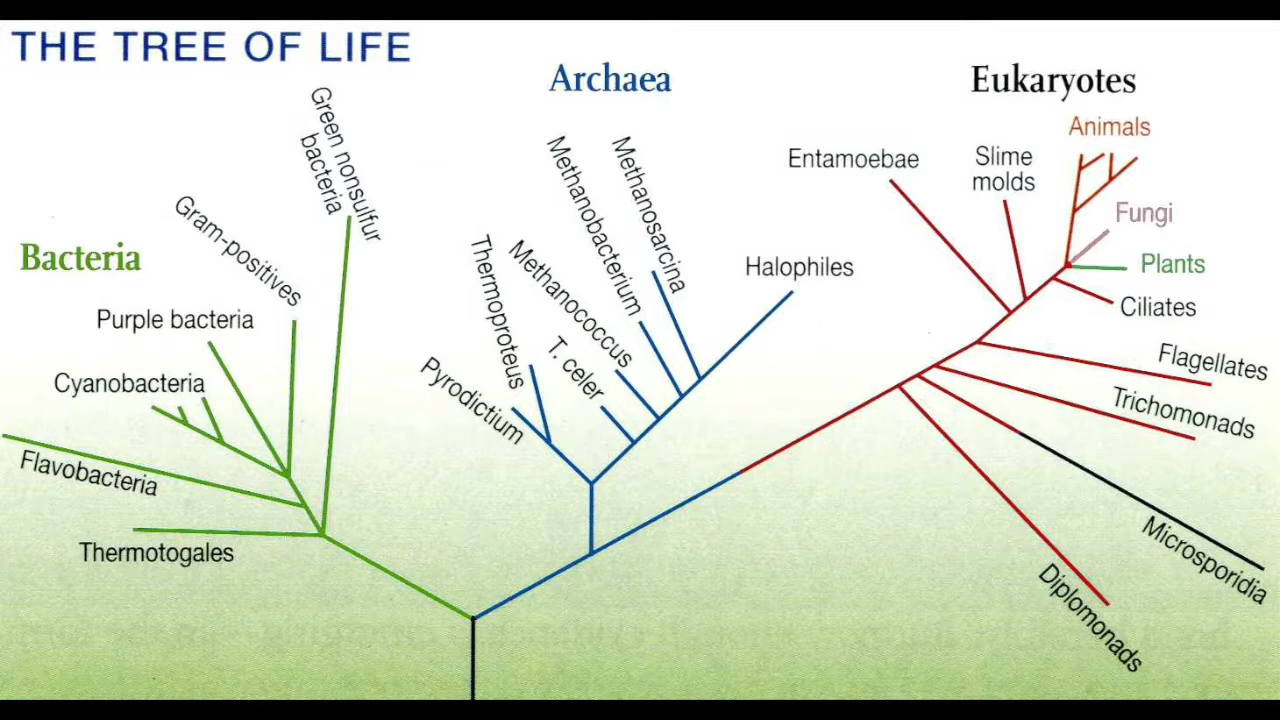 THE TREE OF LIFE
Archaea
Eukaryotes
Bacteria
Green nonsulfur
bacteria
Gram-positives
Purple bacteria
Cyanobacteria
Flavobacteria
Thermotogales
Pyrodictium
Thermoproteus
T. celer
Methanococcus
Methanobacterium
Methanosarcina
Halophiles
Entamoebae
Slime
molds
Animals
Fungi
Plants
Ciliates
Flagellates
Trichomonads
Microsporidia
Diplomonads